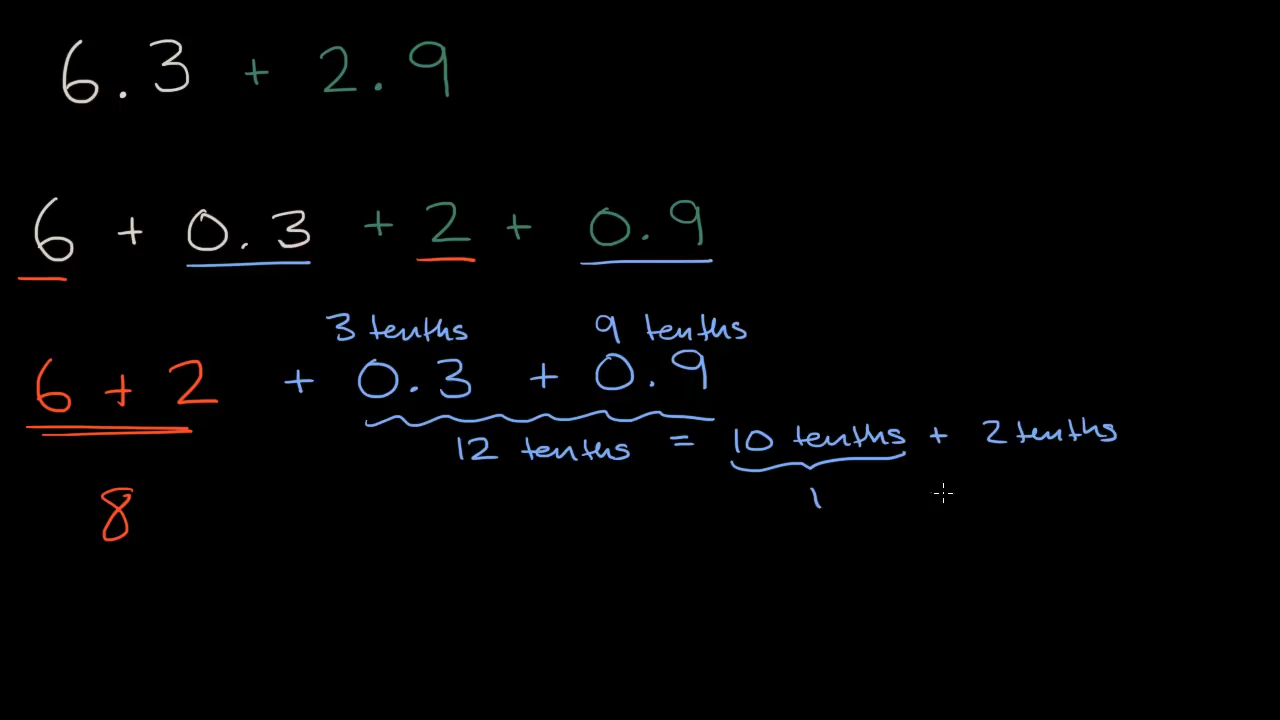 6.3 + 2.9
6 + 0.3 + 2 + 0.9
3 tenths 9 tenths
6 + 2 + 0.3 + 0.9
12 tenths = 10 tenths + 2 tenths
8 1